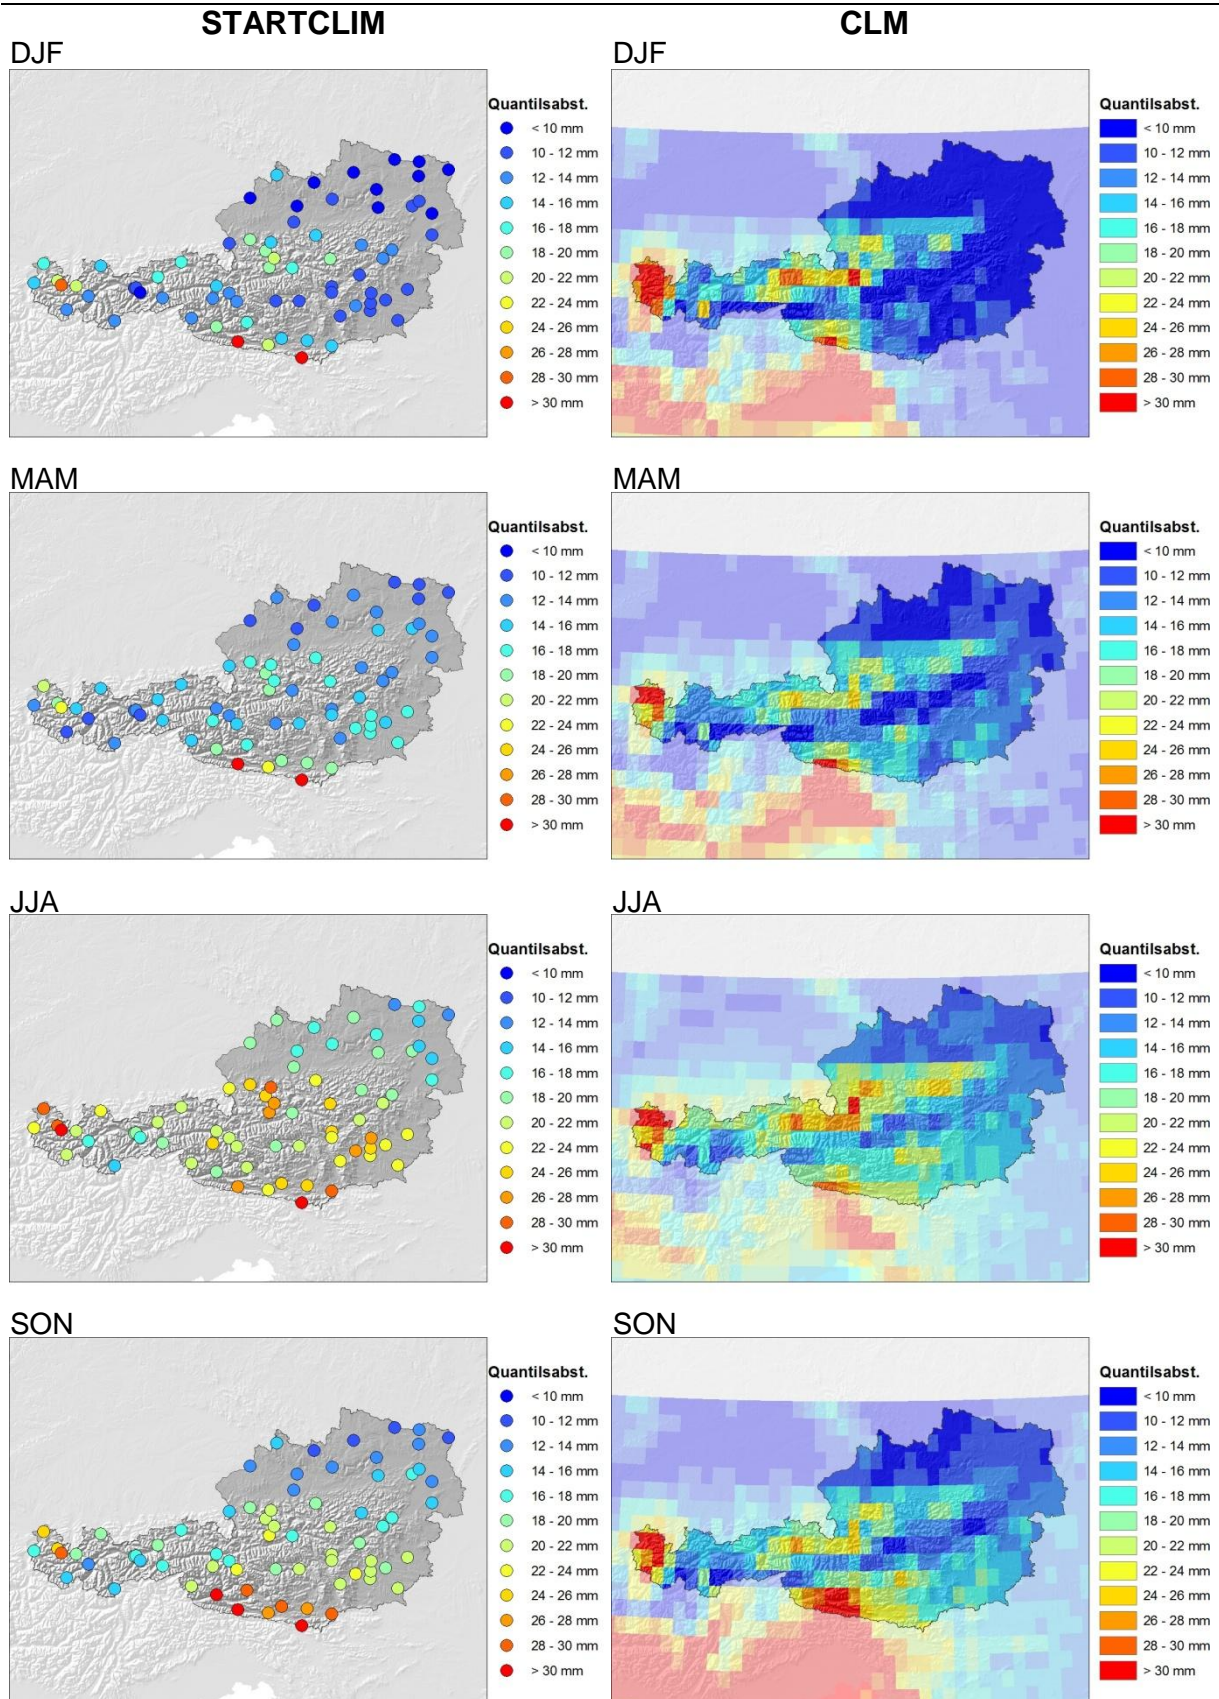 STARTCLIM
CLM
DJF
DJF
Quantilsabst.
< 10 mm
10 - 12 mm
12 - 14 mm
14 - 16 mm
16 - 18 mm
18 - 20 mm
20 - 22 mm
22 - 24 mm
24 - 26 mm
26 - 28 mm
28 - 30 mm
> 30 mm
Quantilsabst.
< 10 mm
10 - 12 mm
12 - 14 mm
14 - 16 mm
16 - 18 mm
18 - 20 mm
20 - 22 mm
22 - 24 mm
24 - 26 mm
26 - 28 mm
28 - 30 mm
> 30 mm
MAM
MAM
Quantilsabst.
< 10 mm
10 - 12 mm
12 - 14 mm
14 - 16 mm
16 - 18 mm
18 - 20 mm
20 - 22 mm
22 - 24 mm
24 - 26 mm
26 - 28 mm
28 - 30 mm
> 30 mm
Quantilsabst.
< 10 mm
10 - 12 mm
12 - 14 mm
14 - 16 mm
16 - 18 mm
18 - 20 mm
20 - 22 mm
22 - 24 mm
24 - 26 mm
26 - 28 mm
28 - 30 mm
> 30 mm
JJA
JJA
Quantilsabst.
< 10 mm
10 - 12 mm
12 - 14 mm
14 - 16 mm
16 - 18 mm
18 - 20 mm
20 - 22 mm
22 - 24 mm
24 - 26 mm
26 - 28 mm
28 - 30 mm
> 30 mm
Quantilsabst.
< 10 mm
10 - 12 mm
12 - 14 mm
14 - 16 mm
16 - 18 mm
18 - 20 mm
20 - 22 mm
22 - 24 mm
24 - 26 mm
26 - 28 mm
28 - 30 mm
> 30 mm
SON
SON
Quantilsabst.
< 10 mm
10 - 12 mm
12 - 14 mm
14 - 16 mm
16 - 18 mm
18 - 20 mm
20 - 22 mm
22 - 24 mm
24 - 26 mm
26 - 28 mm
28 - 30 mm
> 30 mm
Quantilsabst.
< 10 mm
10 - 12 mm
12 - 14 mm
14 - 16 mm
16 - 18 mm
18 - 20 mm
20 - 22 mm
22 - 24 mm
24 - 26 mm
26 - 28 mm
28 - 30 mm
> 30 mm